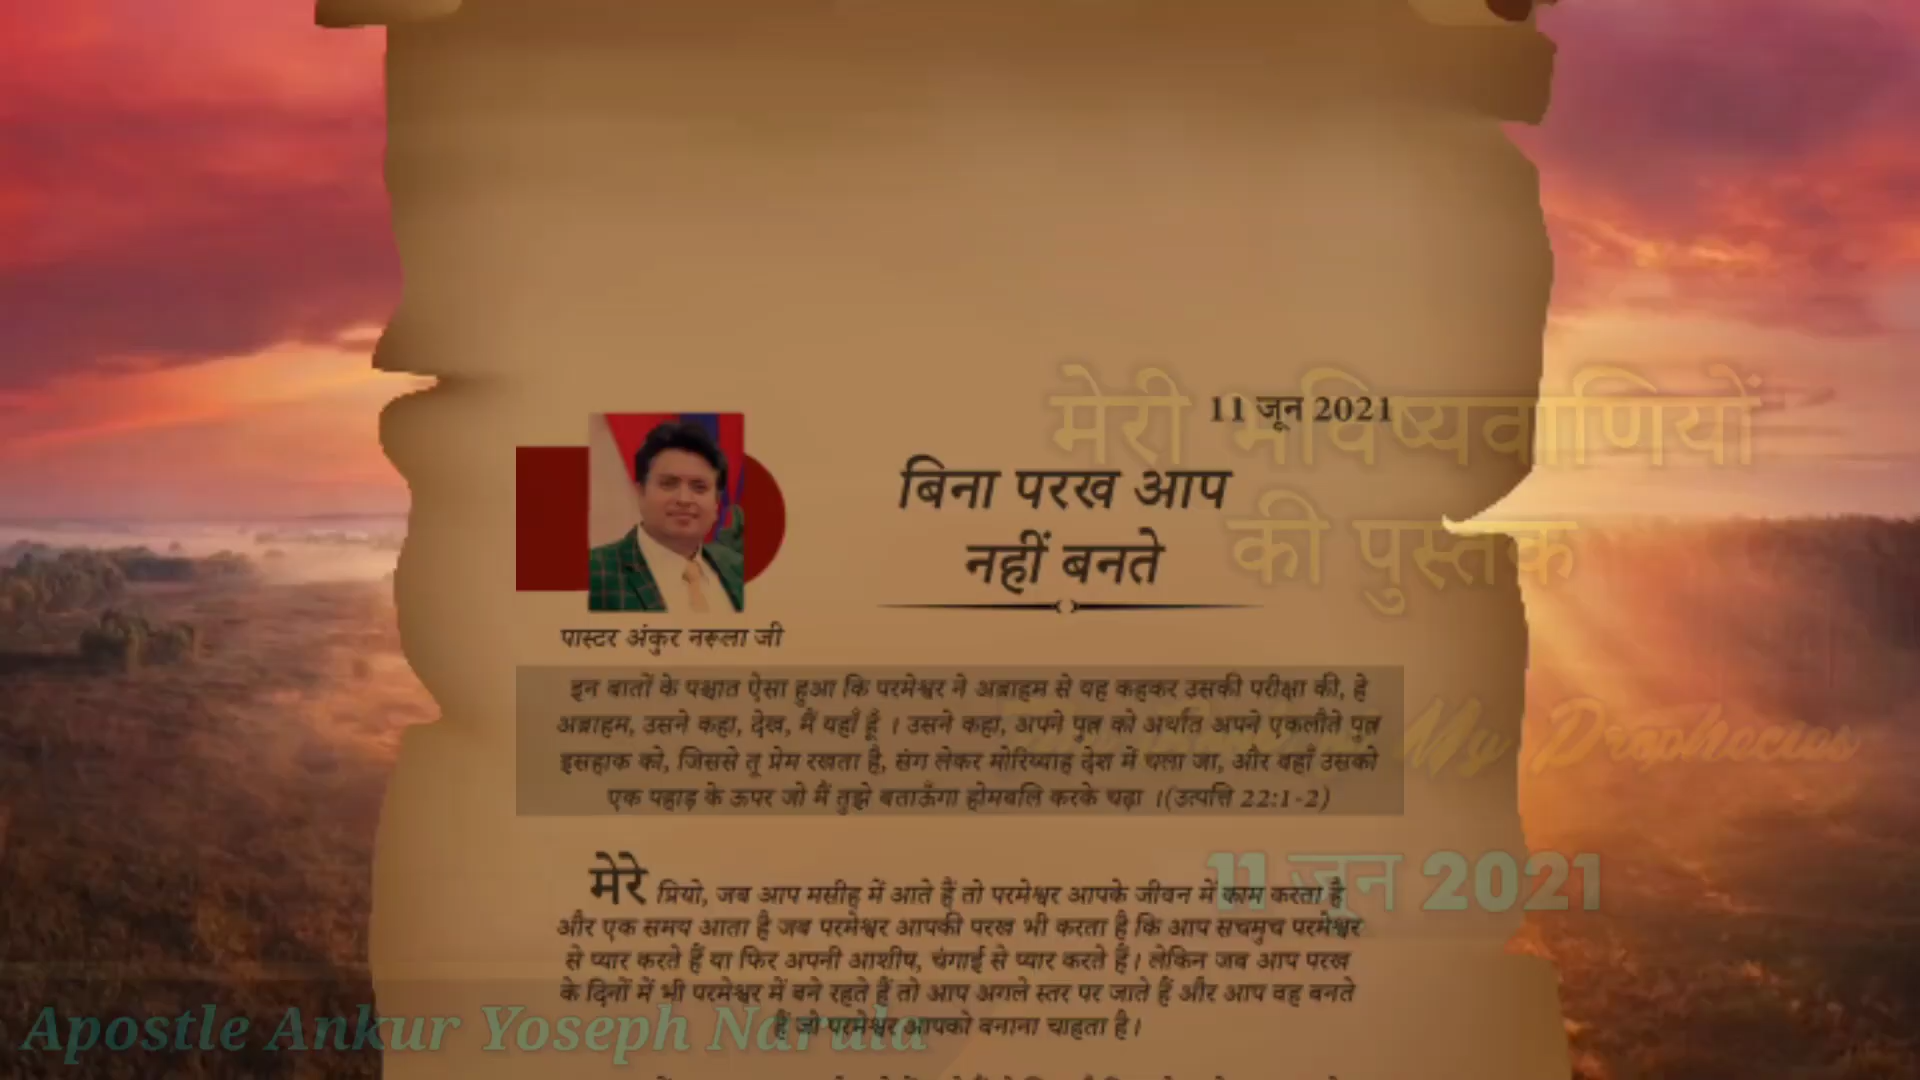 11 जून 2021
मेरी भविष्यवाणियों
की पुस्तक
बिना परख आप
नहीं बनते
पास्टर अंकुर नरूला जी
इन बातों के पश्चात ऐसा हुआ कि परमेश्वर ने अब्राहम से यह कहकर उसकी परीक्षा की, हे
अब्राहम, उसने कहा, देख, मैं यहाँ हूँ । उसने कहा, अपने पुत्र को अर्थात अपने एकलौते पुत्र
इसहाक को, जिससे तू प्रेम रखता है, संग लेकर मोरिय्याह देश में चला जा, और वहाँ उसको
एक पहाड़ के ऊपर जो मैं तुझे बताऊँगा होमबलि करके चढ़ा ।(उत्पत्ति 22:1-2)
My Prophecies
11 जून 2021
मेरे प्रियो, जब आप मसीह में आते हैं तो परमेश्वर आपके जीवन में काम करता है
और एक समय आता है जब परमेश्वर आपकी परख भी करता है कि आप सचमुच परमेश्वर
से प्यार करते हैं या फिर अपनी आशीष, चंगाई से प्यार करते हैं। लेकिन जब आप परख
के दिनों में भी परमेश्वर में बने रहते हैं तो आप अगले स्तर पर जाते हैं और आप वह बनते
हैं जो परमेश्वर आपको बनाना चाहता है।
Apostle Ankur Yoseph Narula